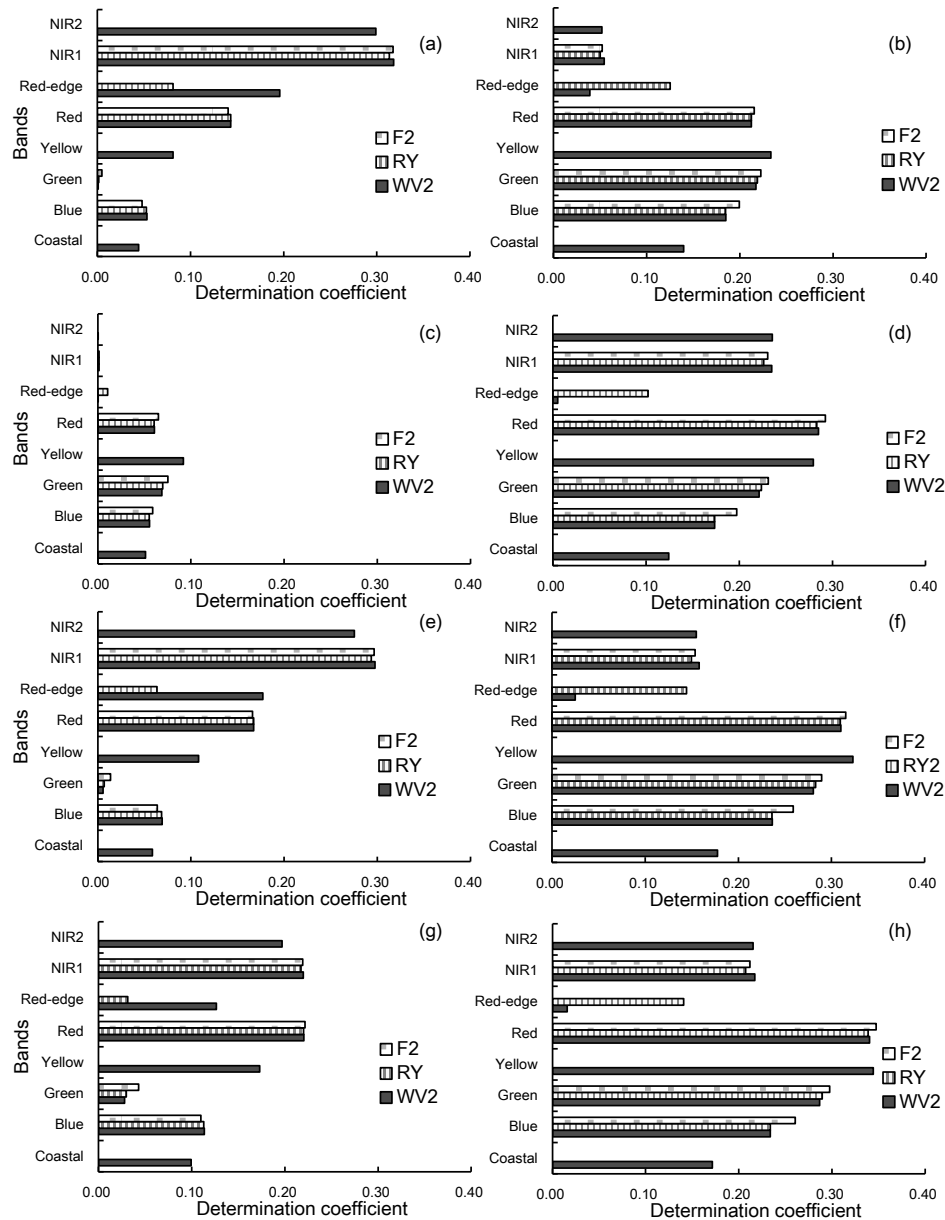 (a)
NIR2
NIR1
Red-edge
Red
Yellow
Green
Blue
Coastal
Bands
F2
RY
WV2
0.00 0.10 0.20 0.30 0.40
Determination coefficient
(b)
NIR2
NIR1
Red-edge
Red
Yellow
Green
Blue
Coastal
F2
RY
WV2
0.00 0.10 0.20 0.30 0.40
Determination coefficient
(c)
NIR2
NIR1
Red-edge
Red
Yellow
Green
Blue
Coastal
Bands
F2
RY
WV2
0.00 0.10 0.20 0.30 0.40
Determination coefficient
(d)
NIR2
NIR1
Red-edge
Red
Yellow
Green
Blue
Coastal
F2
RY
WV2
0.00 0.10 0.20 0.30 0.40
Determination coefficient
(e)
NIR2
NIR1
Red-edge
Red
Yellow
Green
Blue
Coastal
Bands
F2
RY
WV2
0.00 0.10 0.20 0.30 0.40
Determination coefficient
(f)
NIR2
NIR1
Red-edge
Red
Yellow
Green
Blue
Coastal
F2
RY2
WV2
0.00 0.10 0.20 0.30 0.40
Determination coefficient
(g)
NIR2
NIR1
Red-edge
Red
Yellow
Green
Blue
Coastal
Bands
F2
RY
WV2
0.00 0.10 0.20 0.30 0.40
Determination coefficient
(h)
NIR2
NIR1
Red-edge
Red
Yellow
Green
Blue
Coastal
F2
RY
WV2
0.00 0.10 0.20 0.30 0.40
Determination coefficient